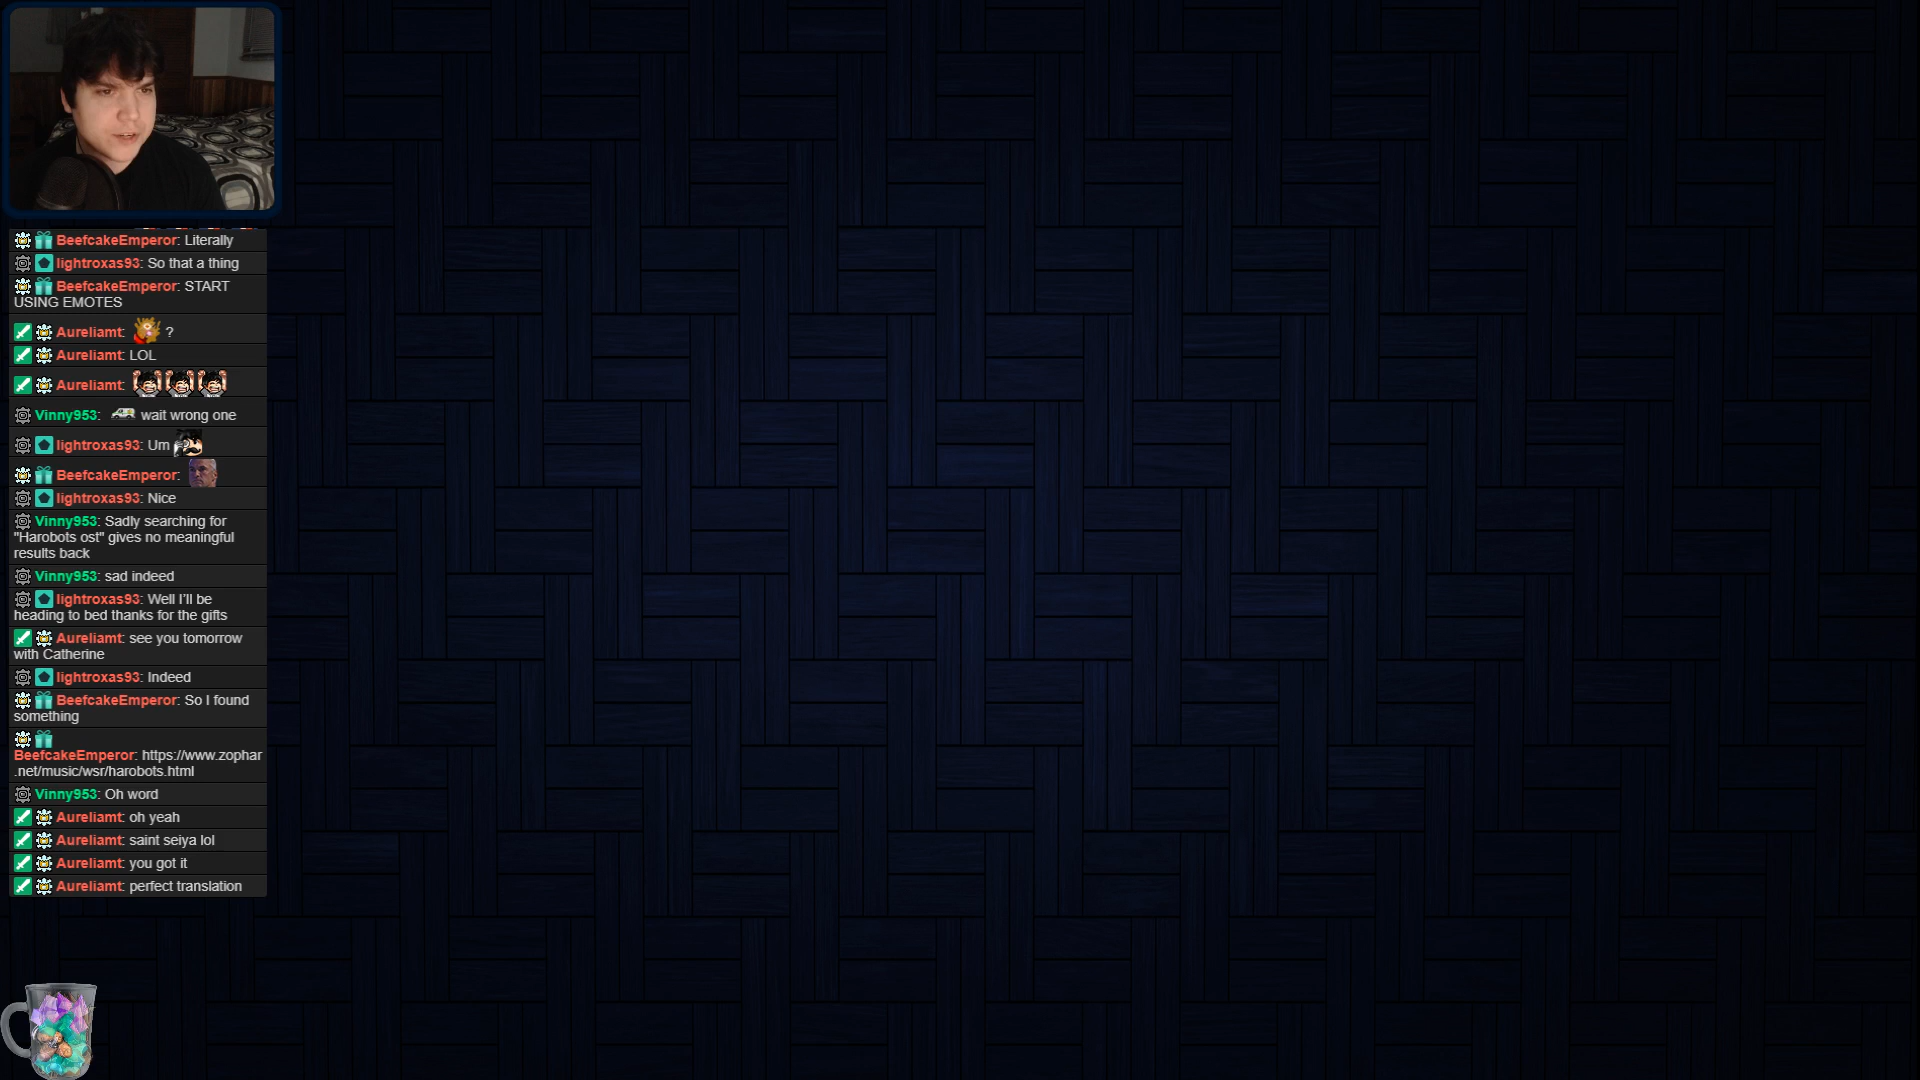 BeefcakeEmperor: Literally
lightroxas93: So that a thing
BeefcakeEmperor: START
USING EMOTES
Aureliamt: ?
Aureliamt: LOL
Aureliamt:
Vinny953: wait wrong one
lightroxas93: Um
BeefcakeEmperor:
lightroxas93: Nice
Vinny953: Sadly searching for
"Harobots ost" gives no meaningful
results back
Vinny953: sad indeed
lightroxas93: Well I’ll be
heading to bed thanks for the gifts
Aureliamt: see you tomorrow
with Catherine
lightroxas93: Indeed
BeefcakeEmperor: So I found
something
BeefcakeEmperor: https://www.zophar
.net/music/wsr/harobots.html
Vinny953: Oh word
Aureliamt: oh yeah
Aureliamt: saint seiya lol
Aureliamt: you got it
Aureliamt: perfect translation